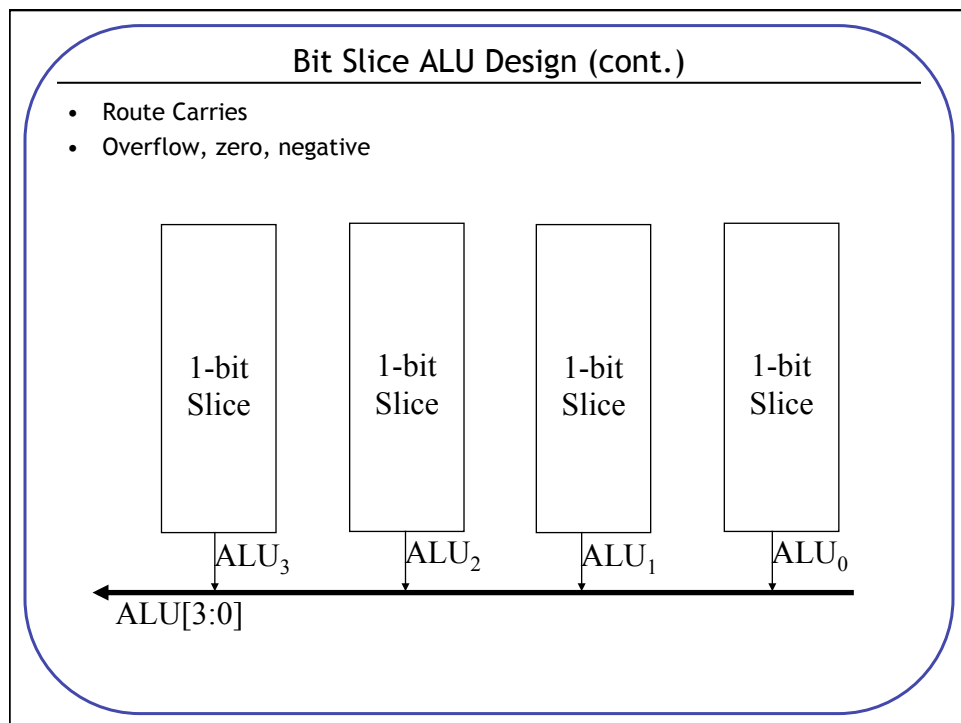 Bit Slice ALU Design (cont.)
• Route Carries
• Overflow, zero, negative
1-bit
Slice
1-bit
Slice
1-bit
Slice
1-bit
Slice
ALU₃
ALU₂
ALU₁
ALU₀
ALU[3:0]